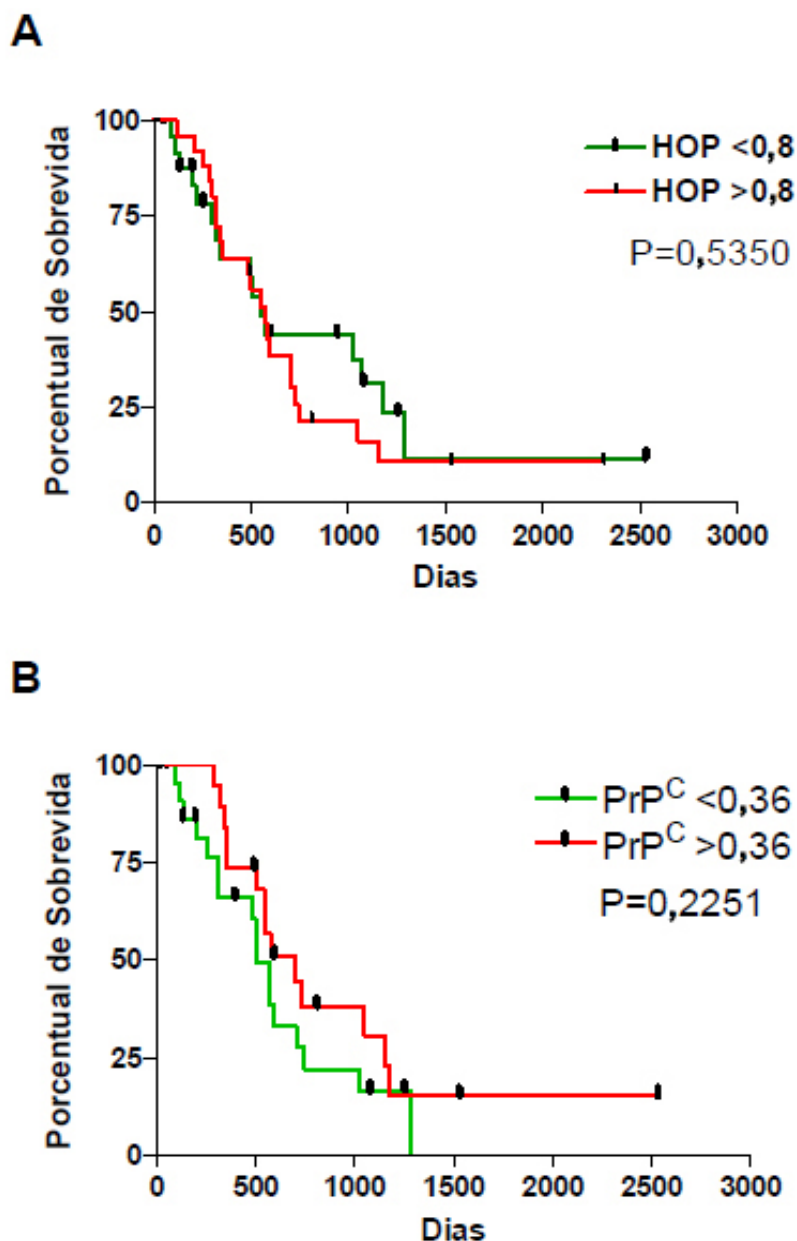 A
Porcentual de Sobrevida
100
75
50
25
0
0 500 1000 1500 2000 2500 3000
Dias
HOP <0,8
HOP >0,8
P=0,5350
B
Porcentual de Sobrevida
100
75
50
25
0
0 500 1000 1500 2000 2500 3000
Dias
PrP^C <0,36
PrP^C >0,36
P=0,2251